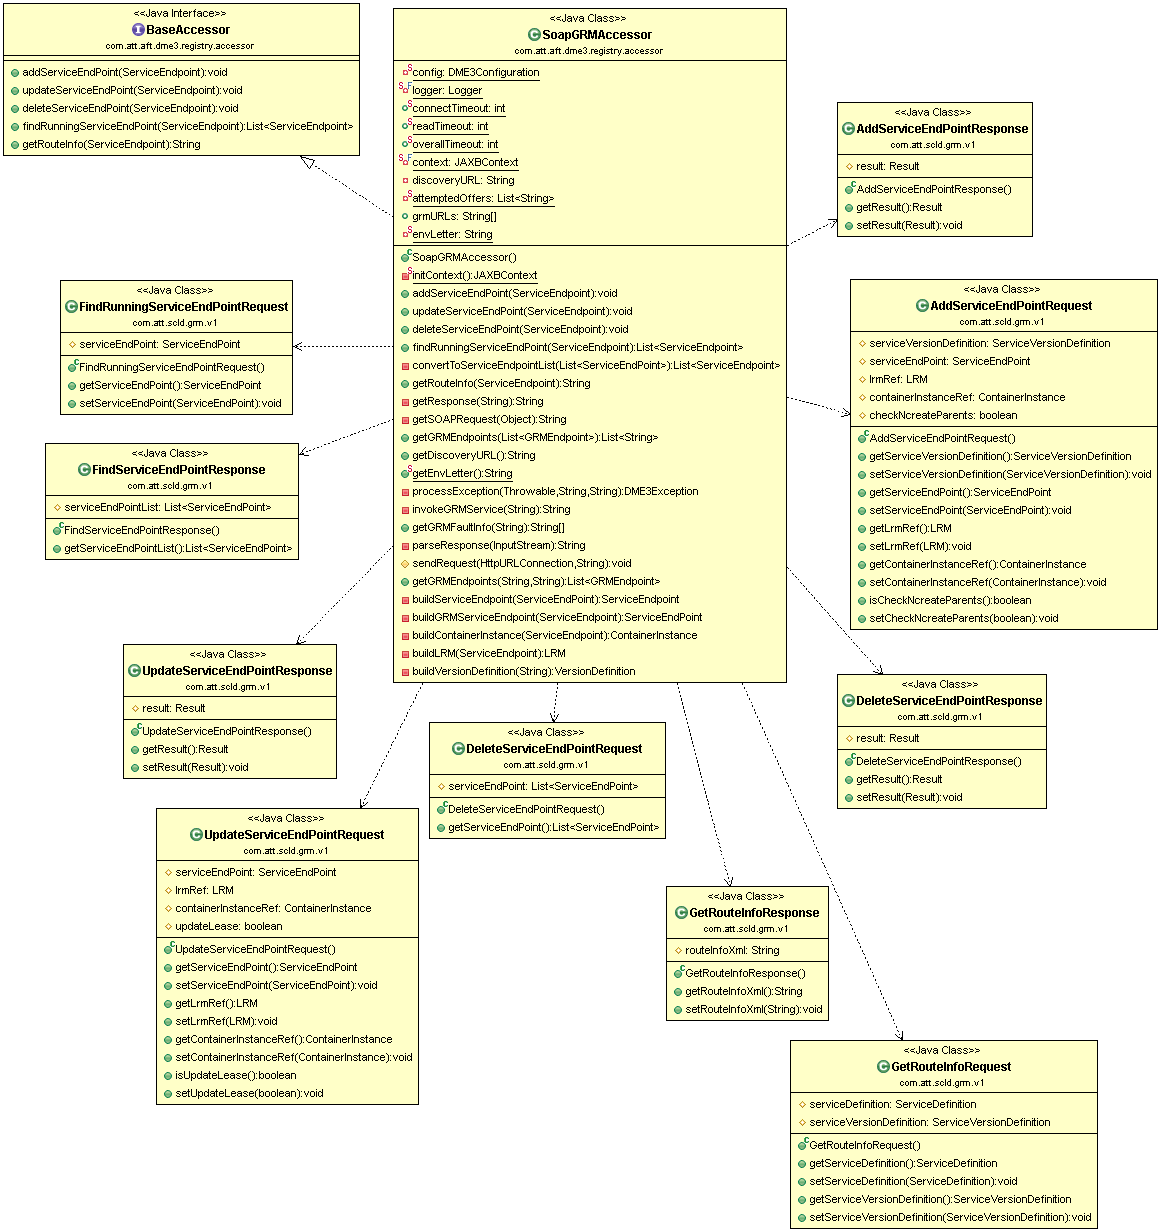 <<Java Interface>>
BaseAccessor
com.att.aft.dme3.registry.accessor
addServiceEndPoint(ServiceEndpoint):void
updateServiceEndPoint(ServiceEndpoint):void
deleteServiceEndPoint(ServiceEndpoint):void
findRunningServiceEndPoint(ServiceEndpoint):List<ServiceEndpoint>
getRouteInfo(ServiceEndpoint):String
<<Java Class>>
SoapGRMAccessor
com.att.aft.dme3.registry.accessor
config: DME3Configuration
logger: Logger
connectTimeout: int
readTimeout: int
overallTimeout: int
context: JAXBContext
discoveryURL: String
attemptedOffers: List<String>
grmURLs: String[]
envLetter: String
SoapGRMAccessor()
initContext():JAXBContext
addServiceEndPoint(ServiceEndpoint):void
updateServiceEndPoint(ServiceEndpoint):void
deleteServiceEndPoint(ServiceEndpoint):void
findRunningServiceEndPoint(ServiceEndpoint):List<ServiceEndpoint>
convertToServiceEndpointList(List<ServiceEndPoint>):List<ServiceEndpoint>
getRouteInfo(ServiceEndpoint):String
getResponse(String):String
getSOAPRequest(Object):String
getGRMEndpoints(List<GRMEndpoint>):List<String>
getDiscoveryURL():String
getEnvLetter():String
processException(Throwable,String,String):DME3Exception
invokeGRMService(String):String
getGRMFaultInfo(String):String[]
parseResponse(InputStream):String
sendRequest(HttpURLConnection,String):void
getGRMEndpoints(String,String):List<GRMEndpoint>
buildServiceEndpoint(ServiceEndPoint):ServiceEndpoint
buildGRMServiceEndpoint(ServiceEndpoint):ServiceEndPoint
buildContainerInstance(ServiceEndpoint):ContainerInstance
buildLRM(ServiceEndpoint):LRM
buildVersionDefinition(String):VersionDefinition
<<Java Class>>
AddServiceEndPointResponse
com.att.scld.grm.v1
result: Result
AddServiceEndPointResponse()
getResult():Result
setResult(Result):void
<<Java Class>>
FindRunningServiceEndPointRequest
com.att.scld.grm.v1
serviceEndPoint: ServiceEndPoint
FindRunningServiceEndPointRequest()
getServiceEndPoint():ServiceEndPoint
setServiceEndPoint(ServiceEndPoint):void
<<Java Class>>
AddServiceEndPointRequest
com.att.scld.grm.v1
serviceVersionDefinition: ServiceVersionDefinition
serviceEndPoint: ServiceEndPoint
lrmRef: LRM
containerInstanceRef: ContainerInstance
checkNcreateParents: boolean
AddServiceEndPointRequest()
getServiceVersionDefinition():ServiceVersionDefinition
setServiceVersionDefinition(ServiceVersionDefinition):void
getServiceEndPoint():ServiceEndPoint
setServiceEndPoint(ServiceEndPoint):void
getLrmRef():LRM
setLrmRef(LRM):void
getContainerInstanceRef():ContainerInstance
setContainerInstanceRef(ContainerInstance):void
isCheckNcreateParents():boolean
setCheckNcreateParents(boolean):void
<<Java Class>>
FindServiceEndPointResponse
com.att.scld.grm.v1
serviceEndPointList: List<ServiceEndPoint>
FindServiceEndPointResponse()
getServiceEndPointList():List<ServiceEndPoint>
<<Java Class>>
UpdateServiceEndPointResponse
com.att.scld.grm.v1
result: Result
UpdateServiceEndPointResponse()
getResult():Result
setResult(Result):void
<<Java Class>>
DeleteServiceEndPointResponse
com.att.scld.grm.v1
result: Result
DeleteServiceEndPointResponse()
getResult():Result
setResult(Result):void
<<Java Class>>
DeleteServiceEndPointRequest
com.att.scld.grm.v1
serviceEndPoint: List<ServiceEndPoint>
DeleteServiceEndPointRequest()
getServiceEndPoint():List<ServiceEndPoint>
<<Java Class>>
UpdateServiceEndPointRequest
com.att.scld.grm.v1
serviceEndPoint: ServiceEndPoint
lrmRef: LRM
containerInstanceRef: ContainerInstance
updateLease: boolean
UpdateServiceEndPointRequest()
getServiceEndPoint():ServiceEndPoint
setServiceEndPoint(ServiceEndPoint):void
getLrmRef():LRM
setLrmRef(LRM):void
getContainerInstanceRef():ContainerInstance
setContainerInstanceRef(ContainerInstance):void
isUpdateLease():boolean
setUpdateLease(boolean):void
<<Java Class>>
GetRouteInfoResponse
com.att.scld.grm.v1
routeInfoXml: String
GetRouteInfoResponse()
getRouteInfoXml():String
setRouteInfoXml(String):void
<<Java Class>>
GetRouteInfoRequest
com.att.scld.grm.v1
serviceDefinition: ServiceDefinition
serviceVersionDefinition: ServiceVersionDefinition
GetRouteInfoRequest()
getServiceDefinition():ServiceDefinition
setServiceDefinition(ServiceDefinition):void
getServiceVersionDefinition():ServiceVersionDefinition
setServiceVersionDefinition(ServiceVersionDefinition):void